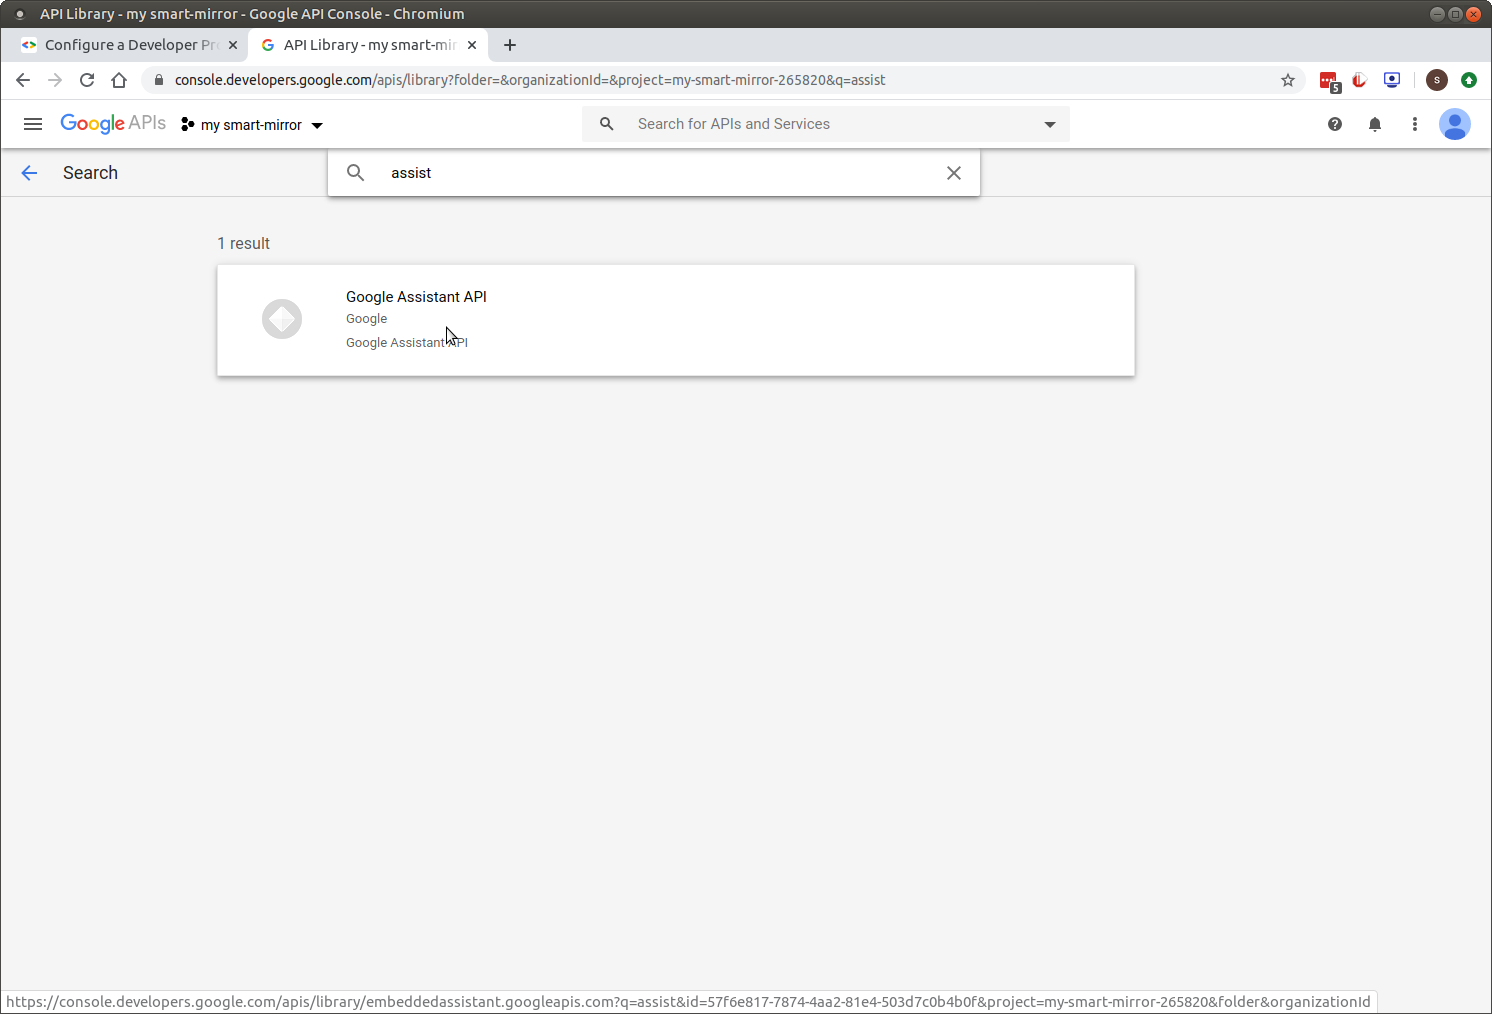 API Library - my smart-mirror - Google API Console - Chromium
Configure a Developer Pr
API Library - my smart-mir
console.developers.google.com/apis/library?folder=&organizationId=&project=my-smart-mirror-265820&q=assist
5
S
Google APIs
my smart-mirror
Search for APIs and Services
Search
assist
1 result
Google Assistant API
Google
Google Assistant API
https://console.developers.google.com/apis/library/embeddedassistant.googleapis.com?q=assist&id=57f6e817-7874-4aa2-81e4-503d7c0b4b0f&project=my-smart-mirror-265820&folder&organizationId